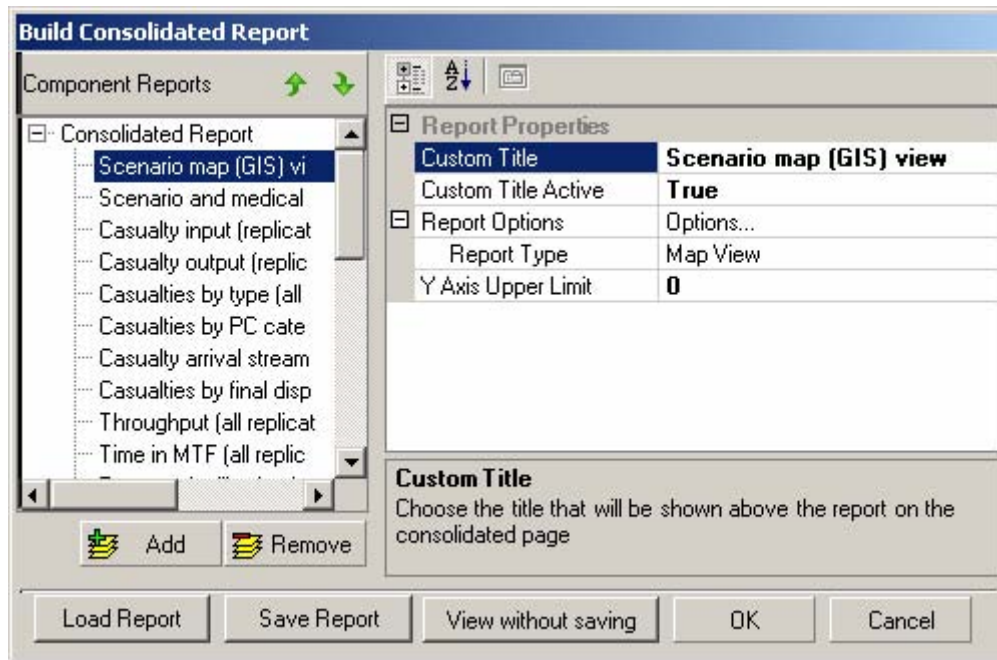 Build Consolidated Report
Component Reports
Consolidated Report
Scenario map (GIS) vi
Scenario and medical
Casualty input (replicat
Casualty output (replic
Casualties by type (all
Casualties by PC cate
Casualty arrival stream
Casualties by final disp
Throughput (all replicat
Time in MTF (all replic
Add
Remove
A
Z
Report Properties
Custom Title Scenario map (GIS) view
Custom Title Active True
Report Options Options...
Report Type Map View
Y Axis Upper Limit 0
Custom Title
Choose the title that will be shown above the report on the
consolidated page
Load Report
Save Report
View without saving
OK
Cancel